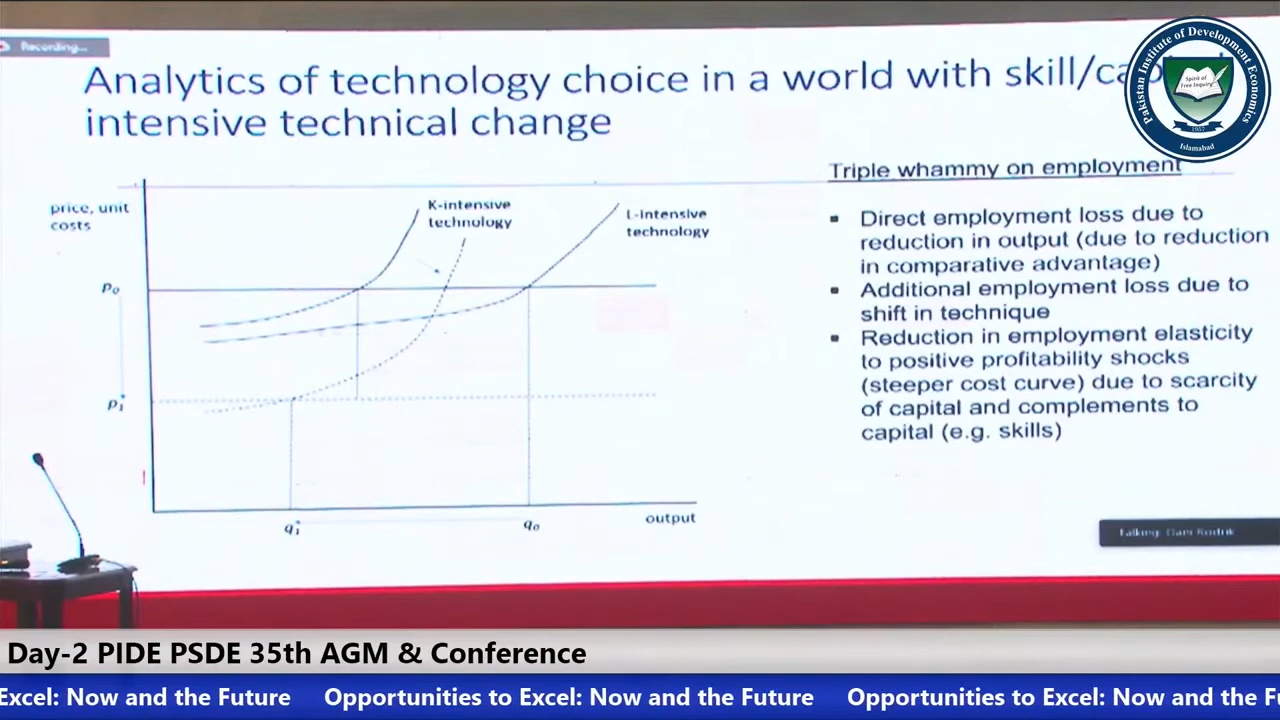 Recording...
Analytics of technology choice in a world with skill/ca
intensive technical change
Pakistan Institute of Development Economics
Spirit of
Free Inquiry
1957
Islamabad
Triple whammy on employment
price, unit
costs
K-intensive
technology
L-intensive
technology
▪ Direct employment loss due to
reduction in output (due to reduction
in comparative advantage)
▪ Additional employment loss due to
shift in technique
▪ Reduction in employment elasticity
to positive profitability shocks
(steeper cost curve) due to scarcity
of capital and complements to
capital (e.g. skills)
p₀
p₁*
q₁*
q₀
output
Talking: Dani Rodrik
Day-2 PIDE PSDE 35th AGM & Conference
Excel: Now and the Future Opportunities to Excel: Now and the Future Opportunities to Excel: Now and the F